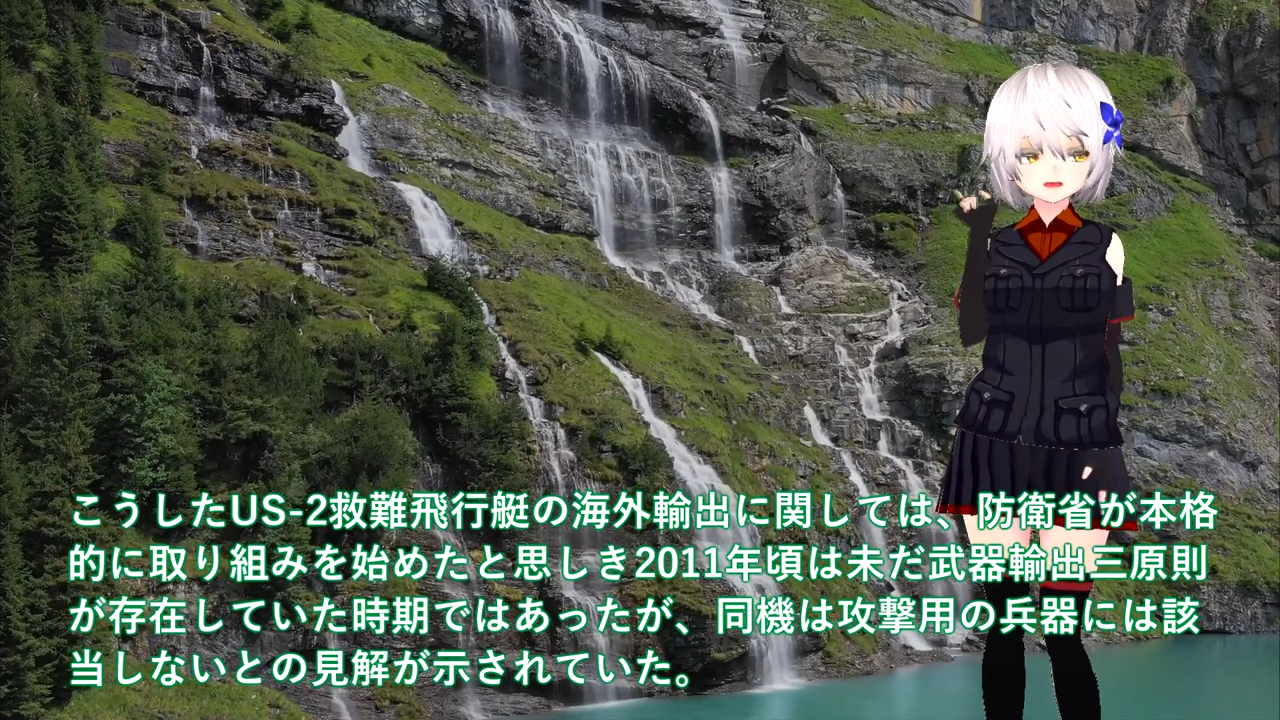 こうしたUS-2救難飛行艇の海外輸出に関しては、防衛省が本格
的に取り組みを始めたと思しき2011年頃は未だ武器輸出三原則
が存在していた時期ではあったが、同機は攻撃用の兵器には該
当しないとの見解が示されていた。